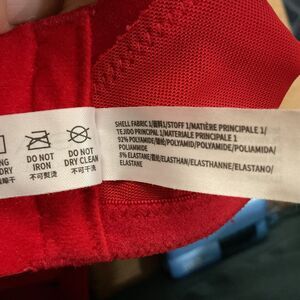 SHELL FABRIC 1/面料1/STOFF 1/MATIÈRE PRINCIPALE 1/
TEJIDO PRINCIPAL 1/MATERIALE PRINCIPALE 1
92% POLYAMIDE/锦纶/POLYAMID/POLYAMIDE/POLIAMIDA/
POLIAMMIDE
8% ELASTANE/氨纶/ELASTHAN/ELASTHANNE/ELASTANO/
ELASTANE
DO NOT
IRON
不可熨烫
DO NOT
DRY CLEAN
不可干洗
NG
DRY